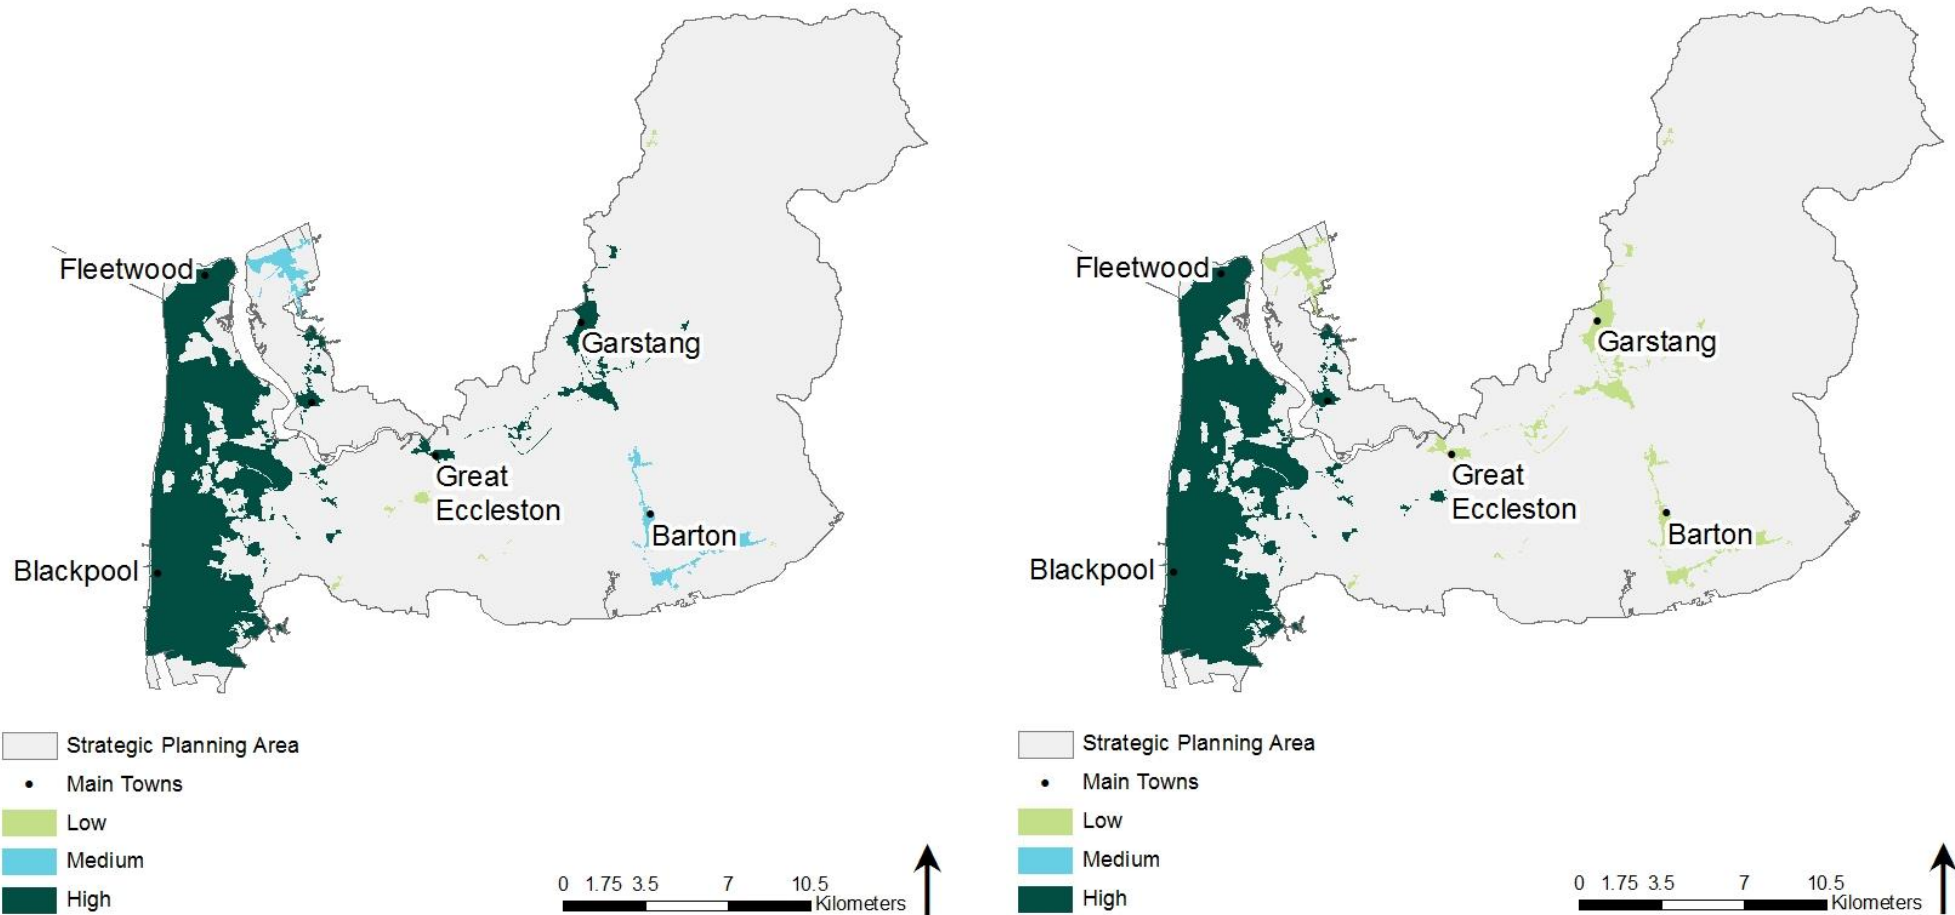 Fleetwood
Garstang
Great
Eccleston
Barton
Blackpool
Strategic Planning Area
Main Towns
Low
Medium
High
0 1.75 3.5 7 10.5
Kilometers
Fleetwood
Garstang
Great
Eccleston
Barton
Blackpool
Strategic Planning Area
Main Towns
Low
Medium
High
0 1.75 3.5 7 10.5
Kilometers